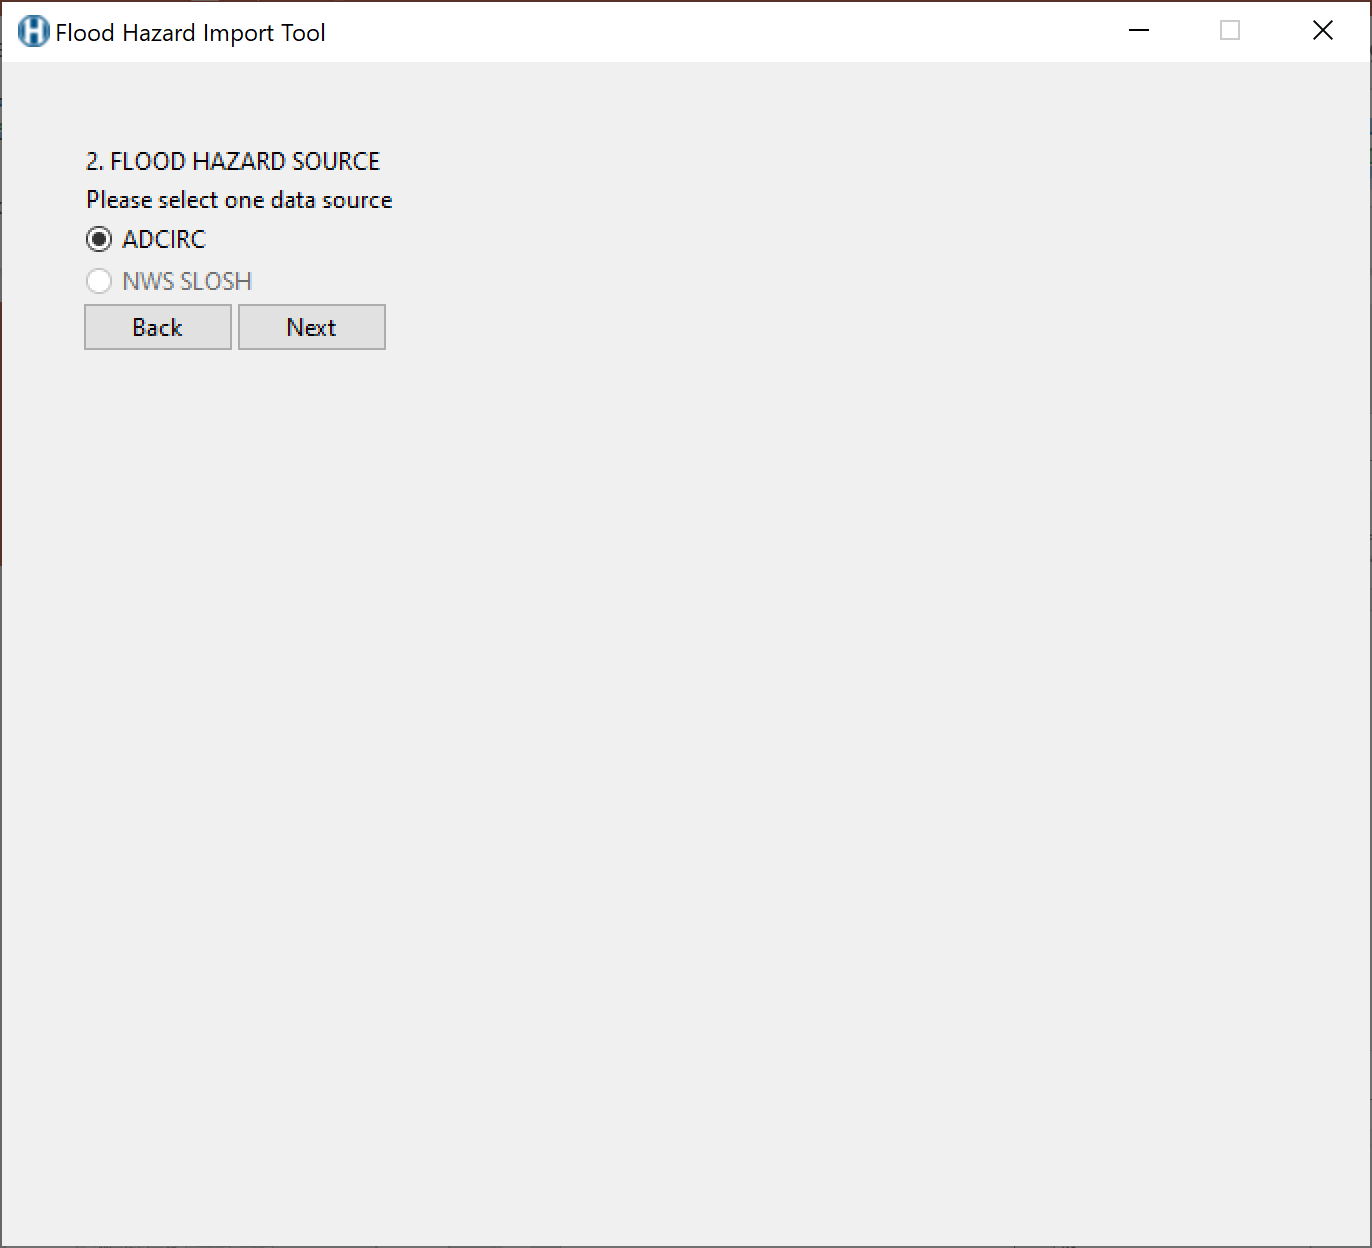 Flood Hazard Import Tool
2. FLOOD HAZARD SOURCE
Please select one data source
ADCIRC
NWS SLOSH
Back Next